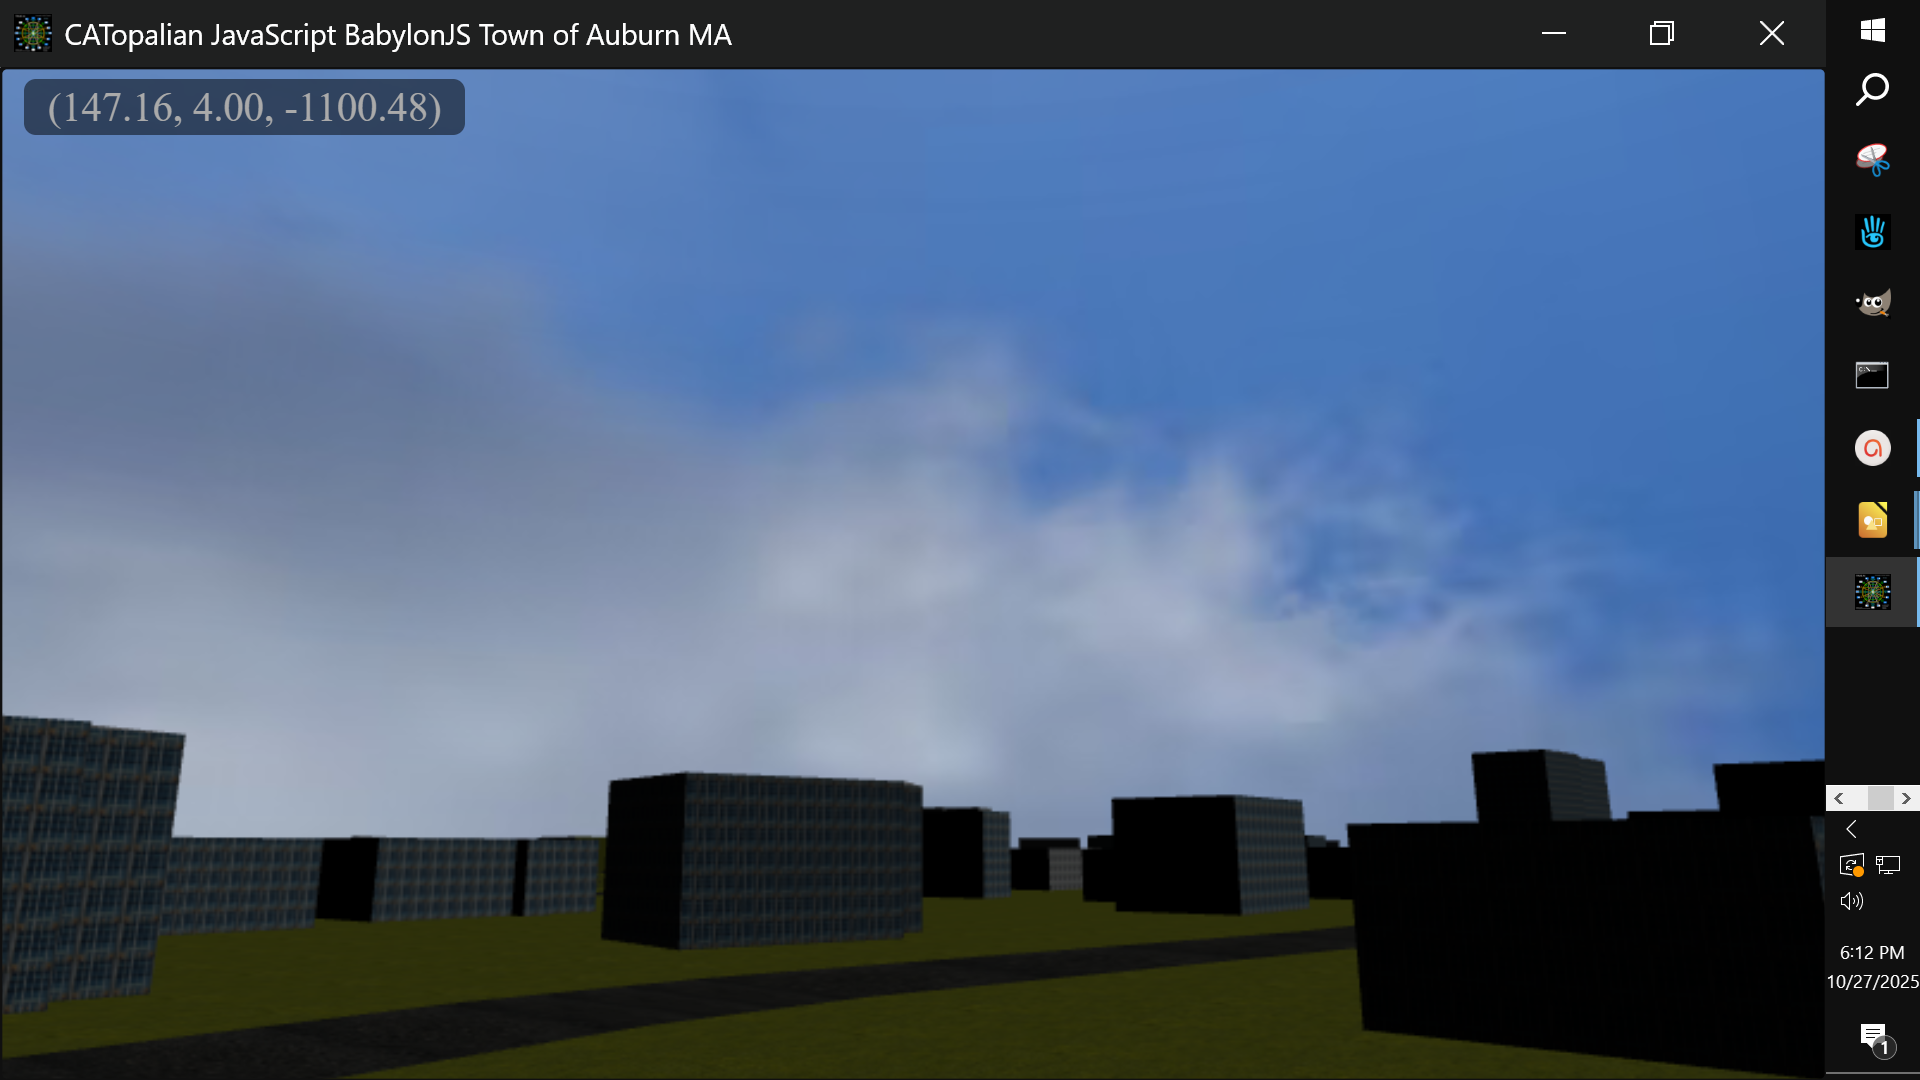 CATopalian JavaScript BabylonJS Town of Auburn MA
(147.16, 4.00, -1100.48)
6:12 PM
10/27/2025
1